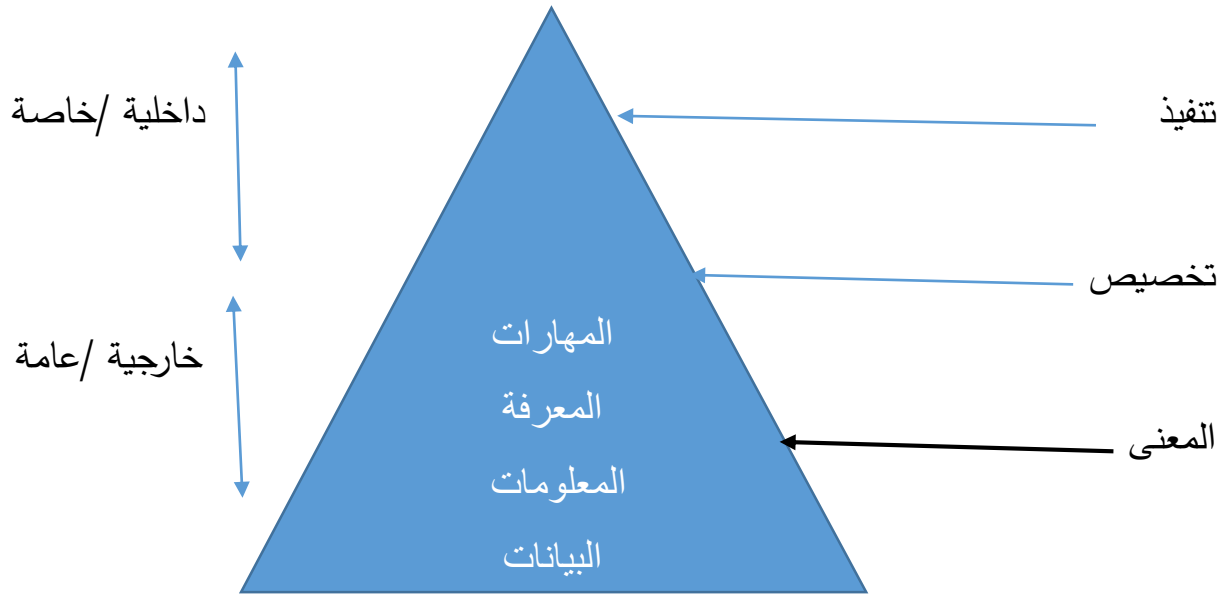 تنفيذ
داخلية /خاصة
تخصيص
المهارات
خارجية /عامة
المعرفة
المعنى
المعلومات
البيانات